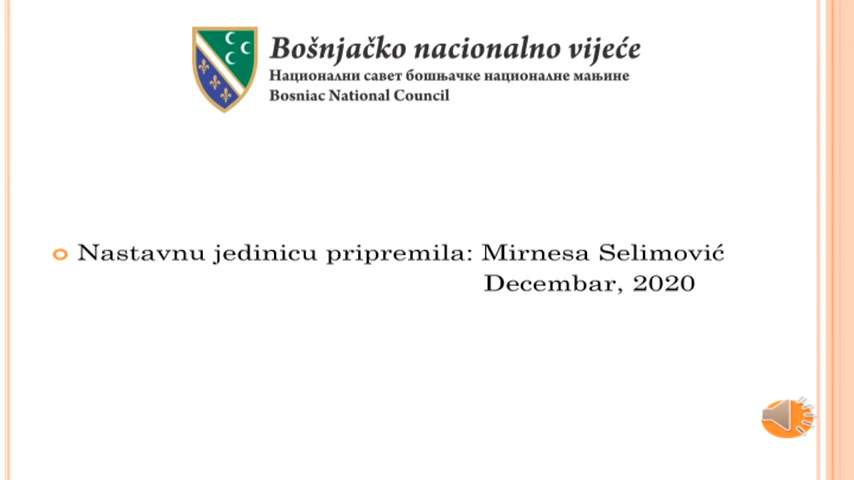 Bošnjačko nacionalno vijeće
Национални савет бошњачке националне мањине
Bosniac National Council
Nastavnu jedinicu pripremila: Mirnesa Selimović
Decembar, 2020